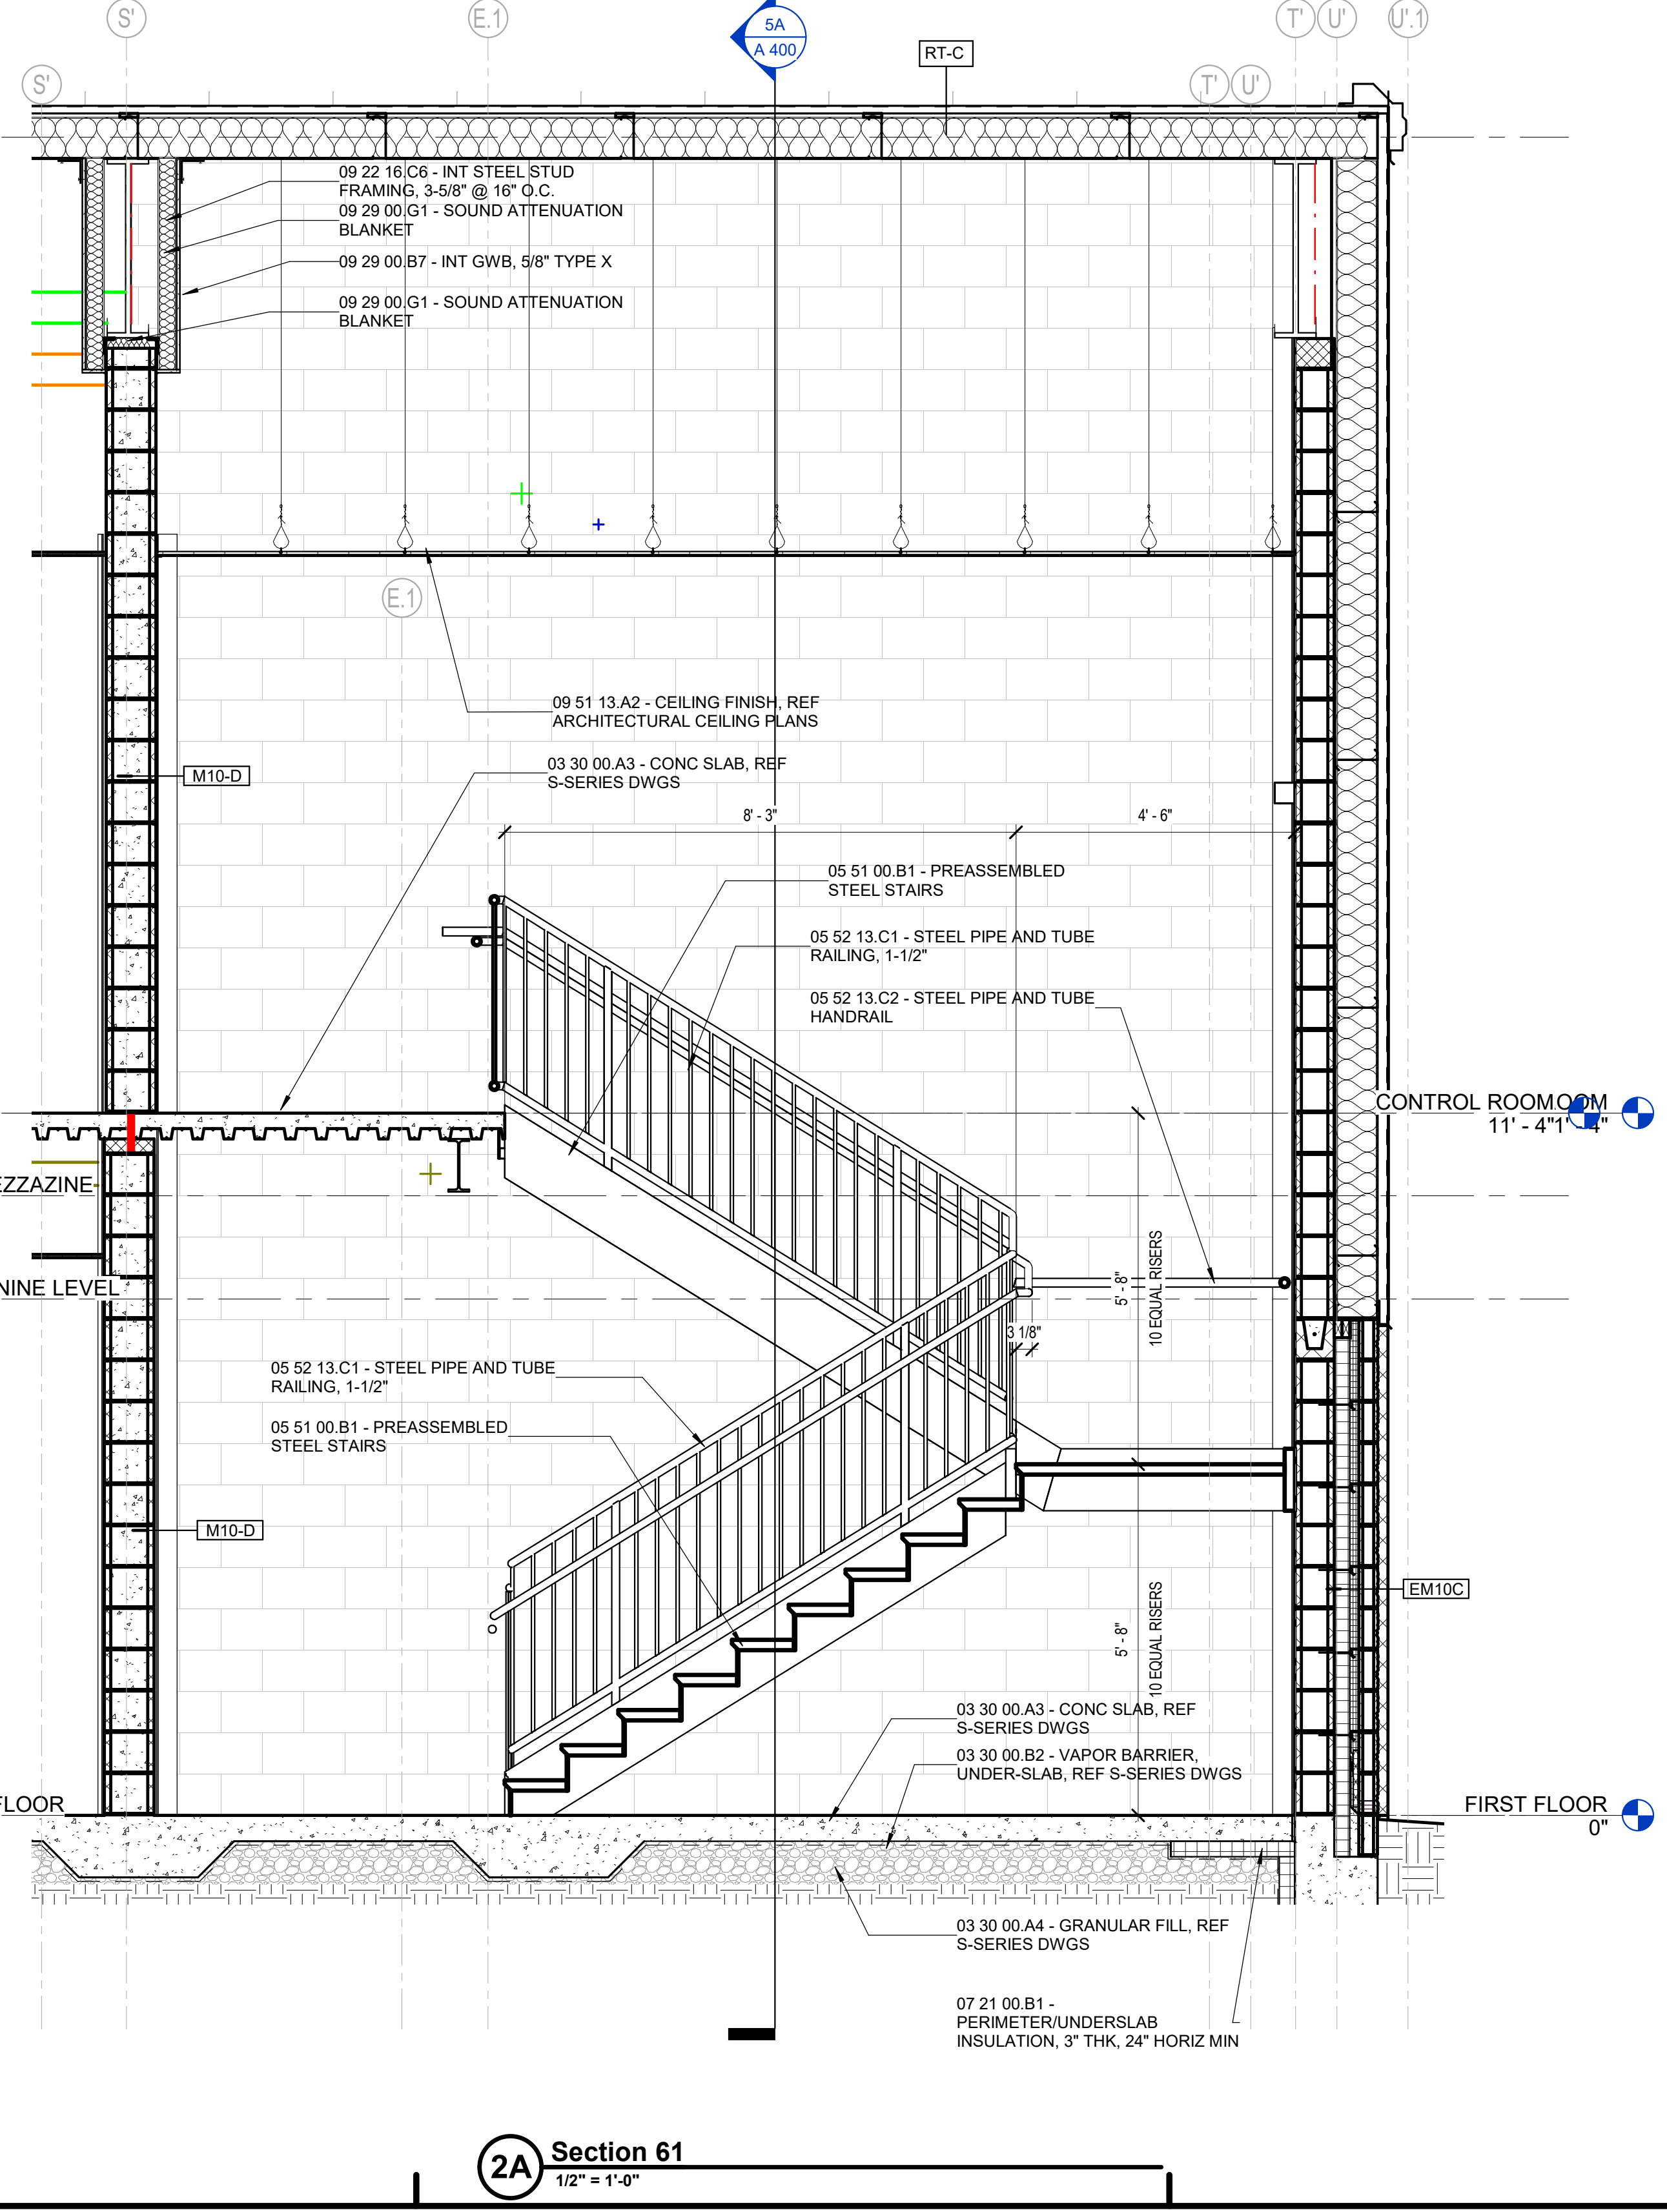 S'
E.1
5A
A 400
T'
U'
U'.1
RT-C
S'
T'
U'
09 22 16.C6 - INT STEEL STUD
FRAMING, 3-5/8" @ 16" O.C.
09 29 00.G1 - SOUND ATTENUATION
BLANKET
09 29 00.B7 - INT GWB, 5/8" TYPE X
09 29 00.G1 - SOUND ATTENUATION
BLANKET
E.1
09 51 13.A2 - CEILING FINISH, REF
ARCHITECTURAL CEILING PLANS
03 30 00.A3 - CONC SLAB, REF
S-SERIES DWGS
M10-D
8' - 3"
4' - 6"
05 51 00.B1 - PREASSEMBLED
STEEL STAIRS
05 52 13.C1 - STEEL PIPE AND TUBE
RAILING, 1-1/2"
05 52 13.C2 - STEEL PIPE AND TUBE
HANDRAIL
CONTROL ROOM
11' - 4"
EZZAZINE
NINE LEVEL
5' - 8"
10 EQUAL RISERS
3 1/8"
05 52 13.C1 - STEEL PIPE AND TUBE
RAILING, 1-1/2"
05 51 00.B1 - PREASSEMBLED
STEEL STAIRS
M10-D
EM10C
5' - 8"
10 EQUAL RISERS
03 30 00.A3 - CONC SLAB, REF
S-SERIES DWGS
03 30 00.B2 - VAPOR BARRIER,
UNDER-SLAB, REF S-SERIES DWGS
FLOOR
FIRST FLOOR
0"
03 30 00.A4 - GRANULAR FILL, REF
S-SERIES DWGS
07 21 00.B1 -
PERIMETER/UNDERSLAB
INSULATION, 3" THK, 24" HORIZ MIN
2A
Section 61
1/2" = 1'-0"